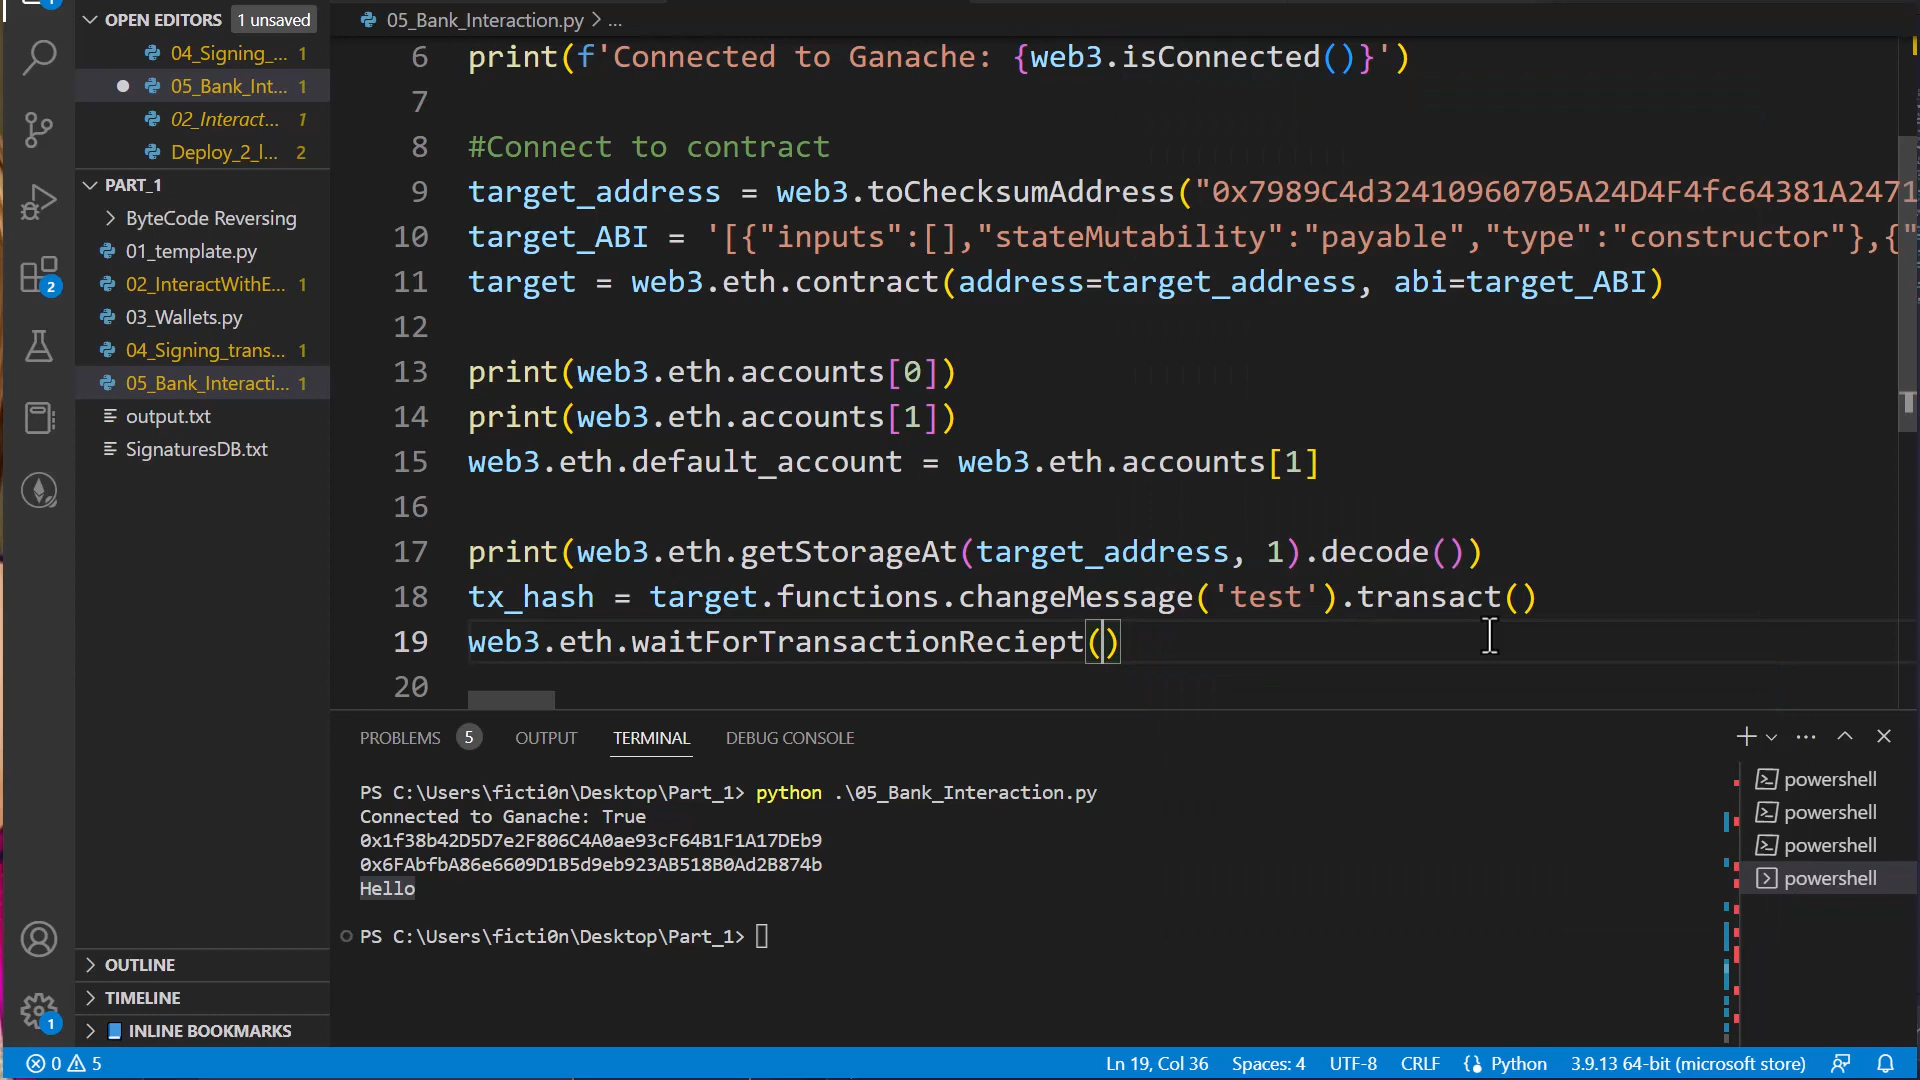 OPEN EDITORS 1 unsaved
04_Signing_... 1
05_Bank_Int... 1
02_Interact... 1
Deploy_2_l... 2
PART_1
ByteCode Reversing
01_template.py
02_InteractWithE... 1
03_Wallets.py
04_Signing_trans... 1
05_Bank_Interacti... 1
output.txt
SignaturesDB.txt
OUTLINE
TIMELINE
INLINE BOOKMARKS
2
1
05_Bank_Interaction.py > ...
6 print(f'Connected to Ganache: {web3.isConnected()}')
7
8 #Connect to contract
9 target_address = web3.toChecksumAddress("0x7989C4d32410960705A24D4F4fc64381A2471
10 target_ABI = '[{"inputs":[],"stateMutability":"payable","type":"constructor"},{"
11 target = web3.eth.contract(address=target_address, abi=target_ABI)
12
13 print(web3.eth.accounts[0])
14 print(web3.eth.accounts[1])
15 web3.eth.default_account = web3.eth.accounts[1]
16
17 print(web3.eth.getStorageAt(target_address, 1).decode())
18 tx_hash = target.functions.changeMessage('test').transact()
19 web3.eth.waitForTransactionReciept()
20
PROBLEMS 5 OUTPUT TERMINAL DEBUG CONSOLE
PS C:\Users\ficti0n\Desktop\Part_1> python .\05_Bank_Interaction.py
Connected to Ganache: True
0x1f38b42D5D7e2F806C4A0ae93cF64B1F1A17DEb9
0x6FAbfbA86e6609D1B5d9eb923AB518B0Ad2B874b
Hello
PS C:\Users\ficti0n\Desktop\Part_1>
powershell
powershell
powershell
powershell
0 5 Ln 19, Col 36 Spaces: 4 UTF-8 CRLF Python 3.9.13 64-bit (microsoft store)